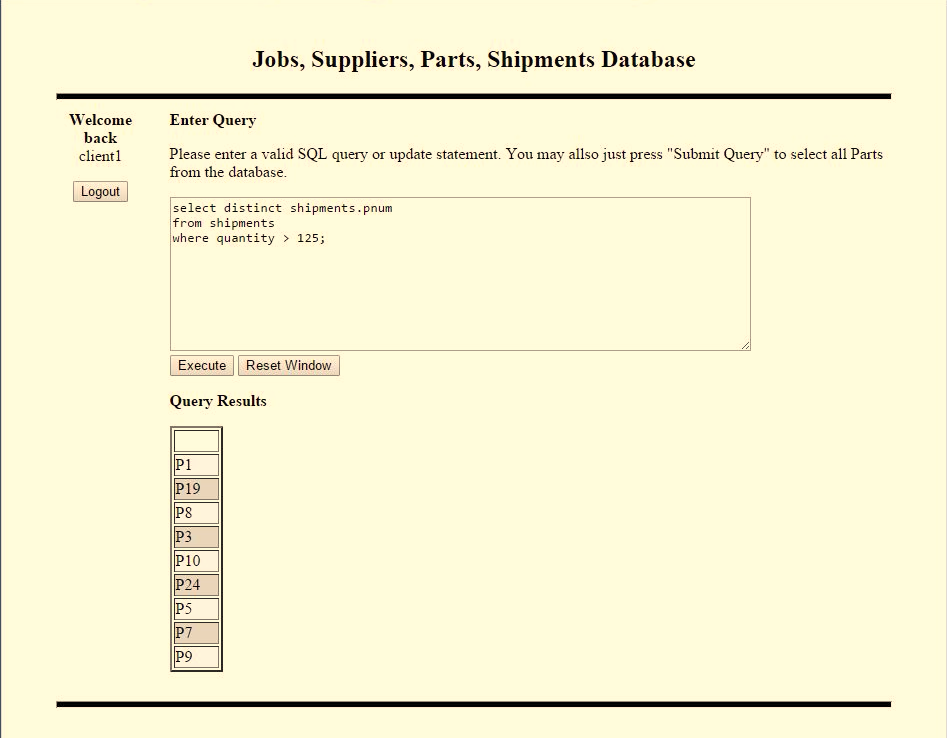 Jobs, Suppliers, Parts, Shipments Database
Welcome
back
client1
Logout
Enter Query
Please enter a valid SQL query or update statement. You may allso just press "Submit Query" to select all Parts
from the database.
select distinct shipments.pnum
from shipments
where quantity > 125;
Execute Reset Window
Query Results
P1
P19
P8
P3
P10
P24
P5
P7
P9